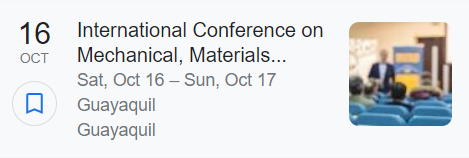 16
OCT
International Conference on
Mechanical, Materials...
Sat, Oct 16 – Sun, Oct 17
Guayaquil
Guayaquil